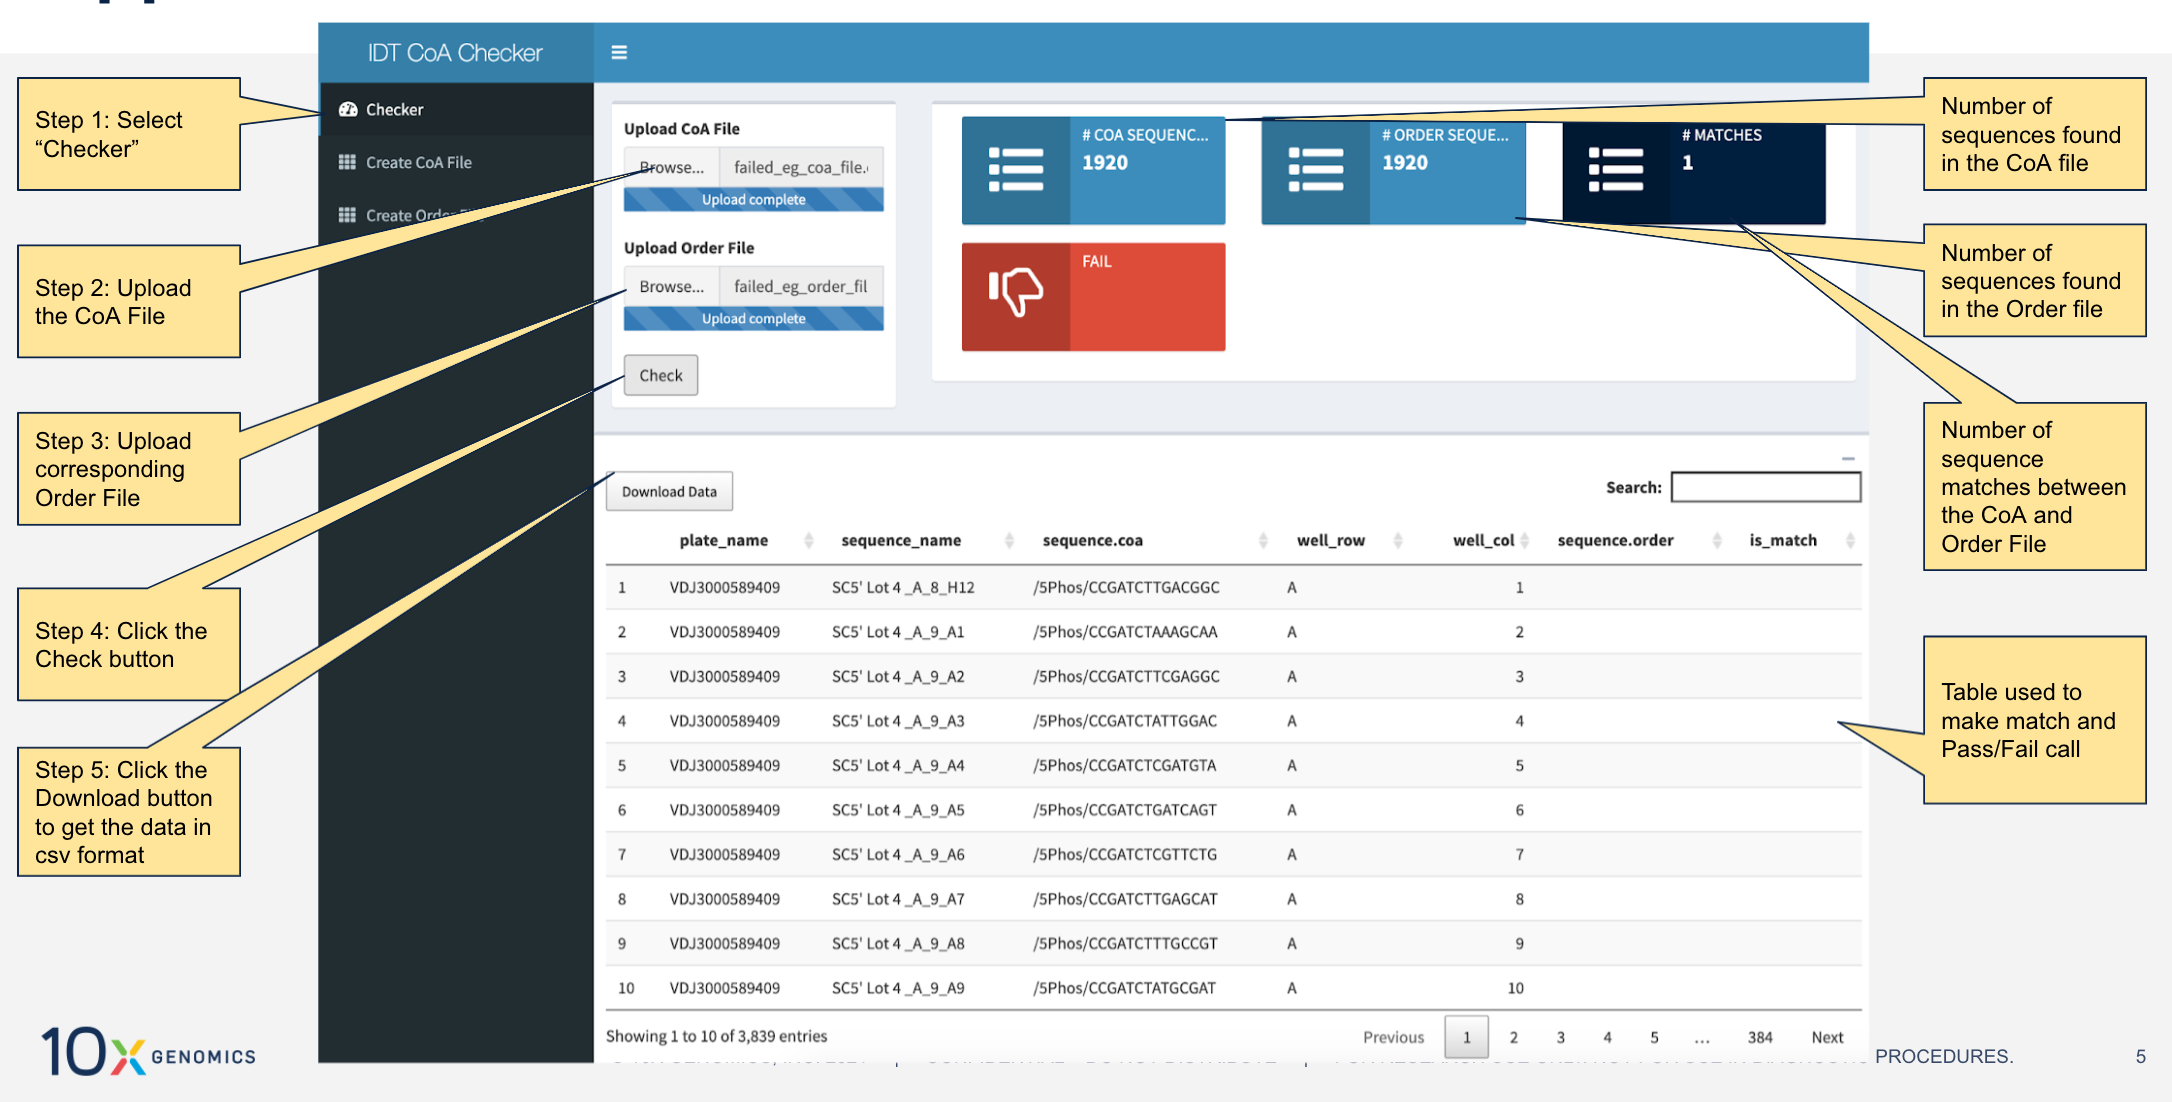 IDT CoA Checker
Step 1: Select
“Checker”
Step 2: Upload
the CoA File
Step 3: Upload
corresponding
Order File
Step 4: Click the
Check button
Step 5: Click the
Download button
to get the data in
csv format
Checker
Create CoA File
Create
Upload CoA File
Browse... failed_eg_coa_file.
Upload complete
Upload Order File
Browse... failed_eg_order_fil
Upload complete
Check
# COA SEQUENC...
1920
# ORDER SEQUE...
1920
# MATCHES
1
FAIL
Number of
sequences found
in the CoA file
Number of
sequences found
in the Order file
Number of
sequence
matches between
the CoA and
Order File
Table used to
make match and
Pass/Fail call
Download Data
Search:
plate_name sequence_name sequence.coa well_row well_col sequence.order is_match
1 VDJ3000589409 SC5' Lot 4 _A_8_H12 /5Phos/CCGATCTTGACGGC A 1
2 VDJ3000589409 SC5' Lot 4 _A_9_A1 /5Phos/CCGATCTAAAGCAA A 2
3 VDJ3000589409 SC5' Lot 4 _A_9_A2 /5Phos/CCGATCTTCGAGGC A 3
4 VDJ3000589409 SC5' Lot 4 _A_9_A3 /5Phos/CCGATCTATTGGAC A 4
5 VDJ3000589409 SC5' Lot 4 _A_9_A4 /5Phos/CCGATCTCGATGTA A 5
6 VDJ3000589409 SC5' Lot 4 _A_9_A5 /5Phos/CCGATCTGATCAGT A 6
7 VDJ3000589409 SC5' Lot 4 _A_9_A6 /5Phos/CCGATCTCGTTCTG A 7
8 VDJ3000589409 SC5' Lot 4 _A_9_A7 /5Phos/CCGATCTTGAGCAT A 8
9 VDJ3000589409 SC5' Lot 4 _A_9_A8 /5Phos/CCGATCTTTGCCGT A 9
10 VDJ3000589409 SC5' Lot 4 _A_9_A9 /5Phos/CCGATCTATGCGAT A 10
Showing 1 to 10 of 3,839 entries
Previous 1 2 3 4 5 ... 384 Next
10X GENOMICS
PROCEDURES.
5